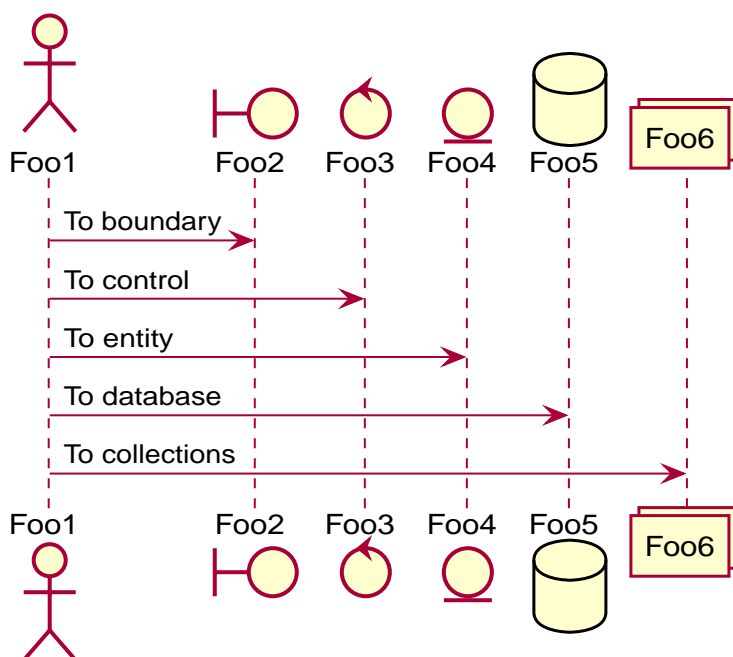 Foo1 Foo2 Foo3 Foo4 Foo5 Foo6
To boundary
To control
To entity
To database
To collections
Foo1 Foo2 Foo3 Foo4 Foo5 Foo6